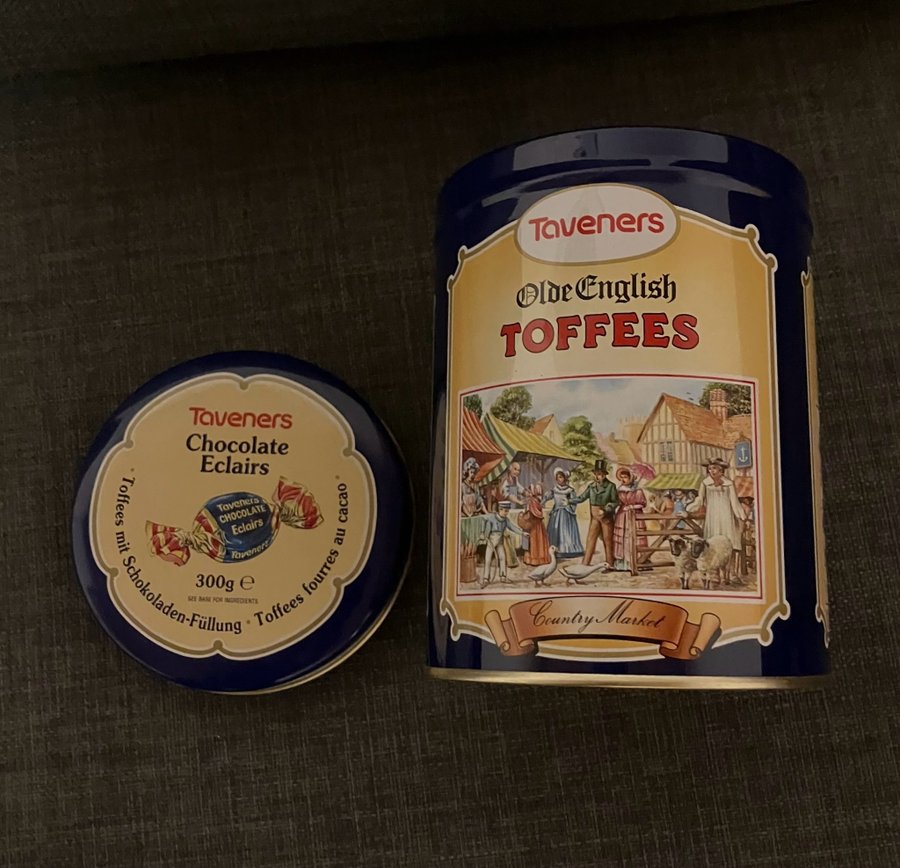 Taveners
Chocolate
Eclairs
Taveners
CHOCOLATE
Eclairs
Taveners
300g ℮
SEE BASE FOR INGREDIENTS
• Toffees mit Schokoladen-Füllung • Toffees fourres au cacao •
Taveners
Olde English
TOFFEES
Country Market